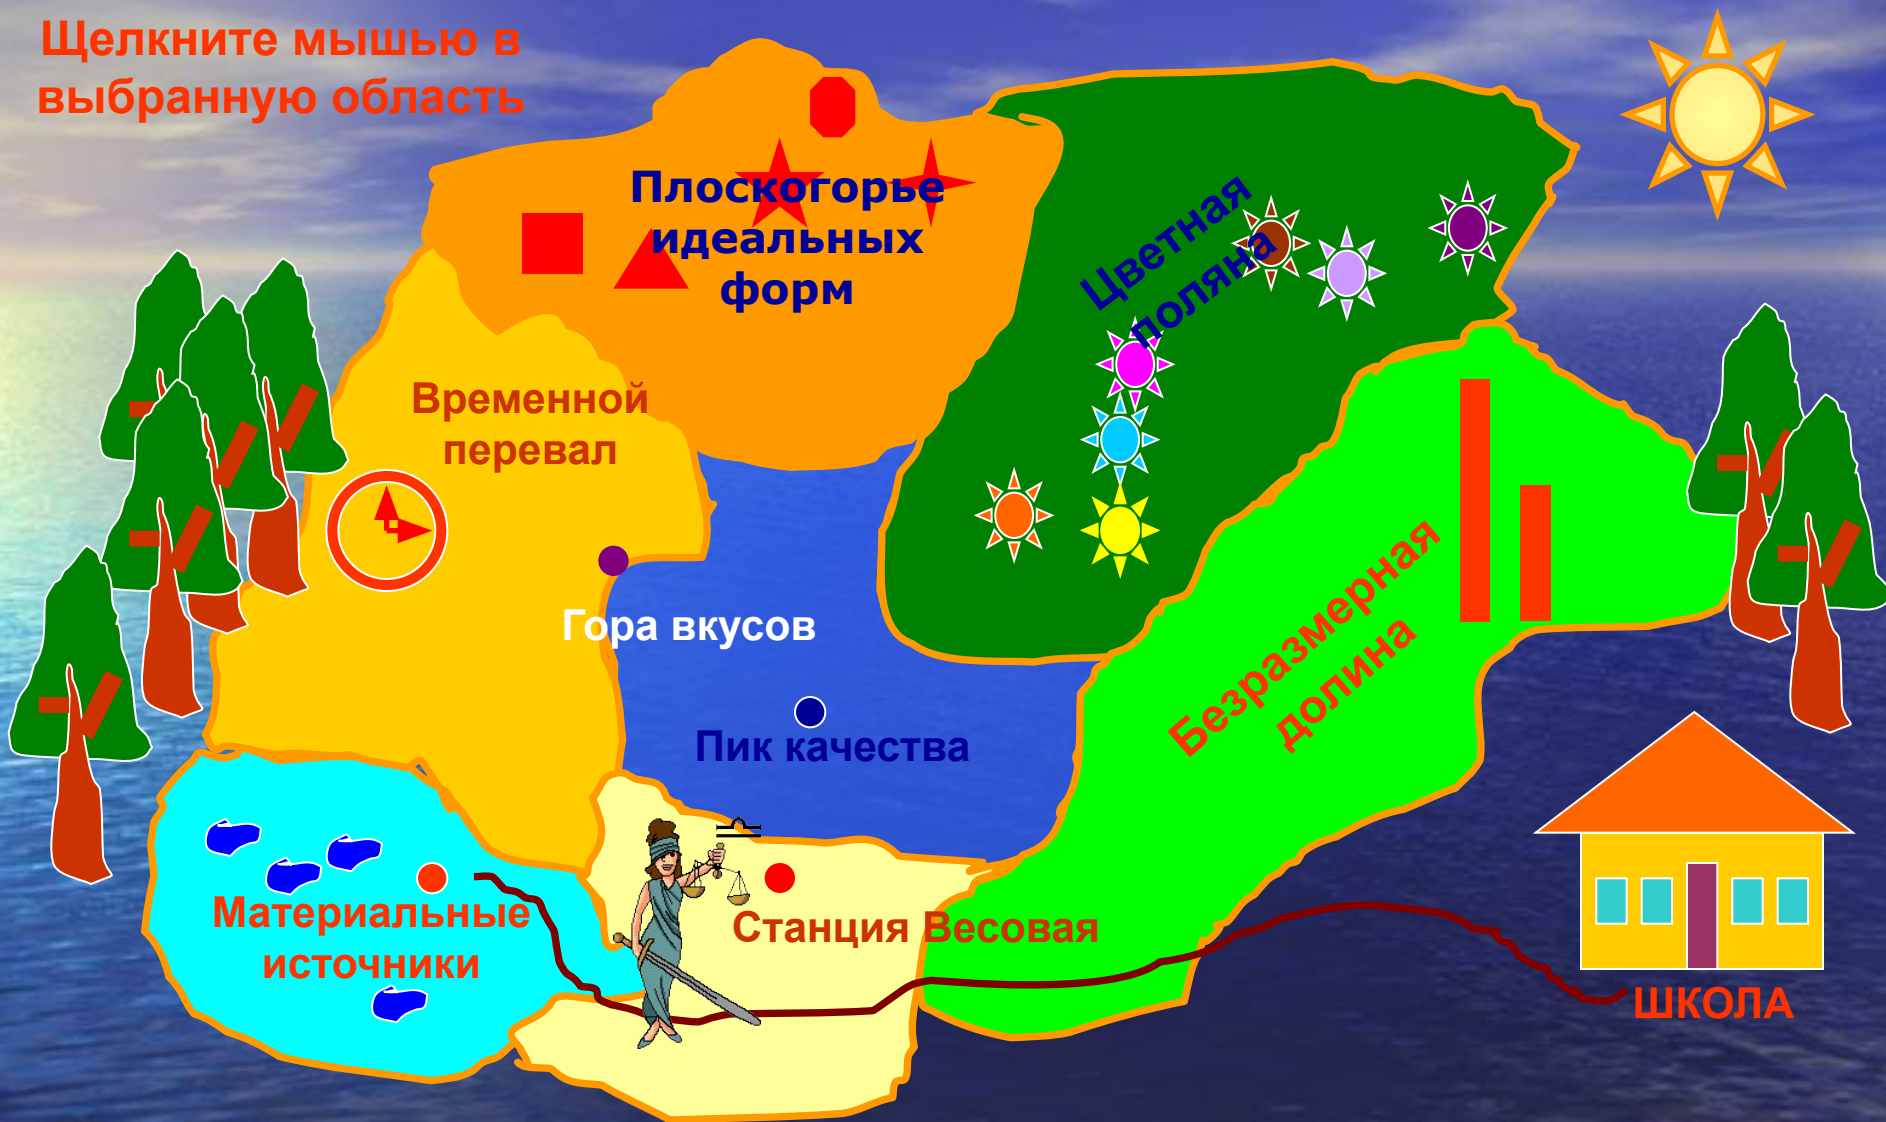 Щелкните мышью в
выбранную область
Плоскогорье
идеальных
форм
Цветная
поляна
Временной
перевал
Гора вкусов
Пик качества
Безразмерная
долина
Материальные
источники
Станция Весовая
ШКОЛА